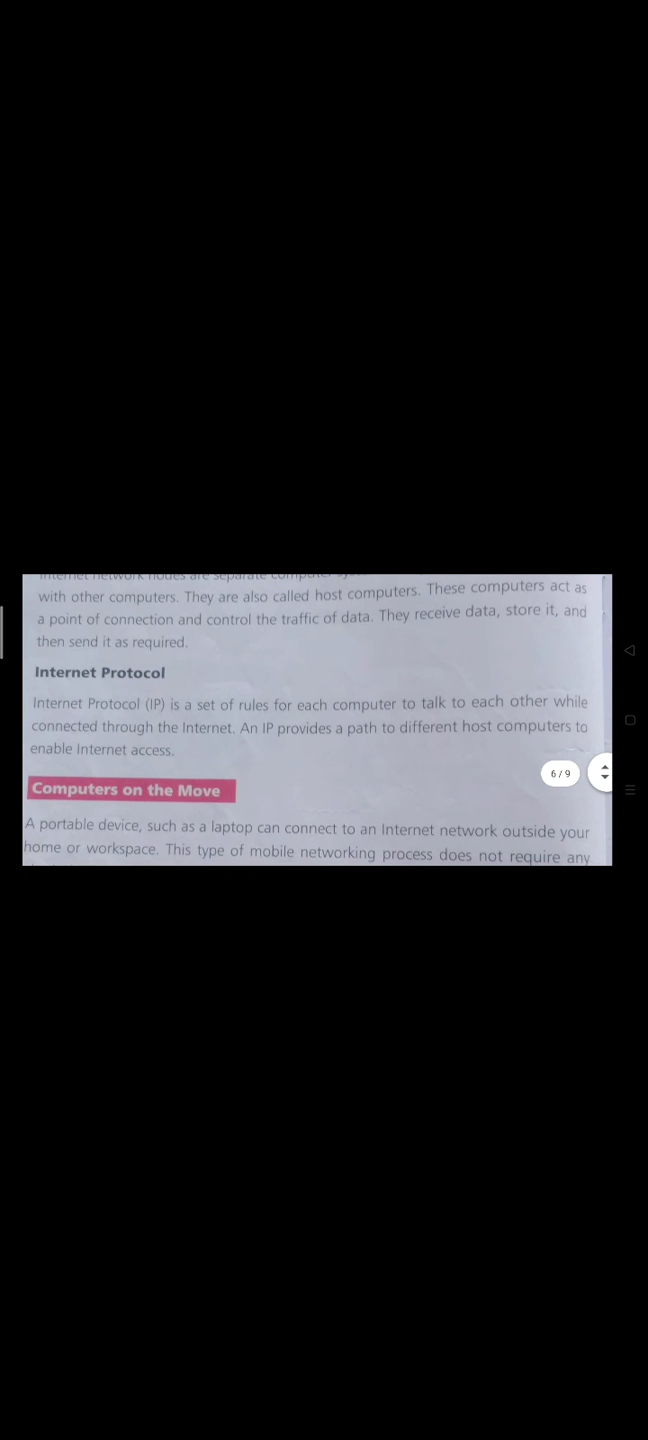 Internet network nodes are separate
with other computers. They are also called host computers. These computers act as
a point of connection and control the traffic of data. They receive data, store it, and
then send it as required.
Internet Protocol
Internet Protocol (IP) is a set of rules for each computer to talk to each other while
connected through the Internet. An IP provides a path to different host computers to
enable Internet access.
6 / 9
Computers on the Move
A portable device, such as a laptop can connect to an Internet network outside your
home or workspace. This type of mobile networking process does not require any